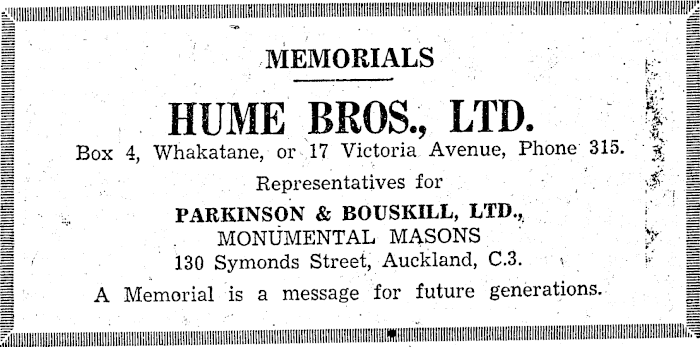 MEMORIALS
HUME BROS., LTD.
Box 4, Whakatane, or 17 Victoria Avenue, Phone 315.
Representatives for
PARKINSON & BOUSKILL, LTD.,
MONUMENTAL MASONS
130 Symonds Street, Auckland, C.3.
A Memorial is a message for future generations.